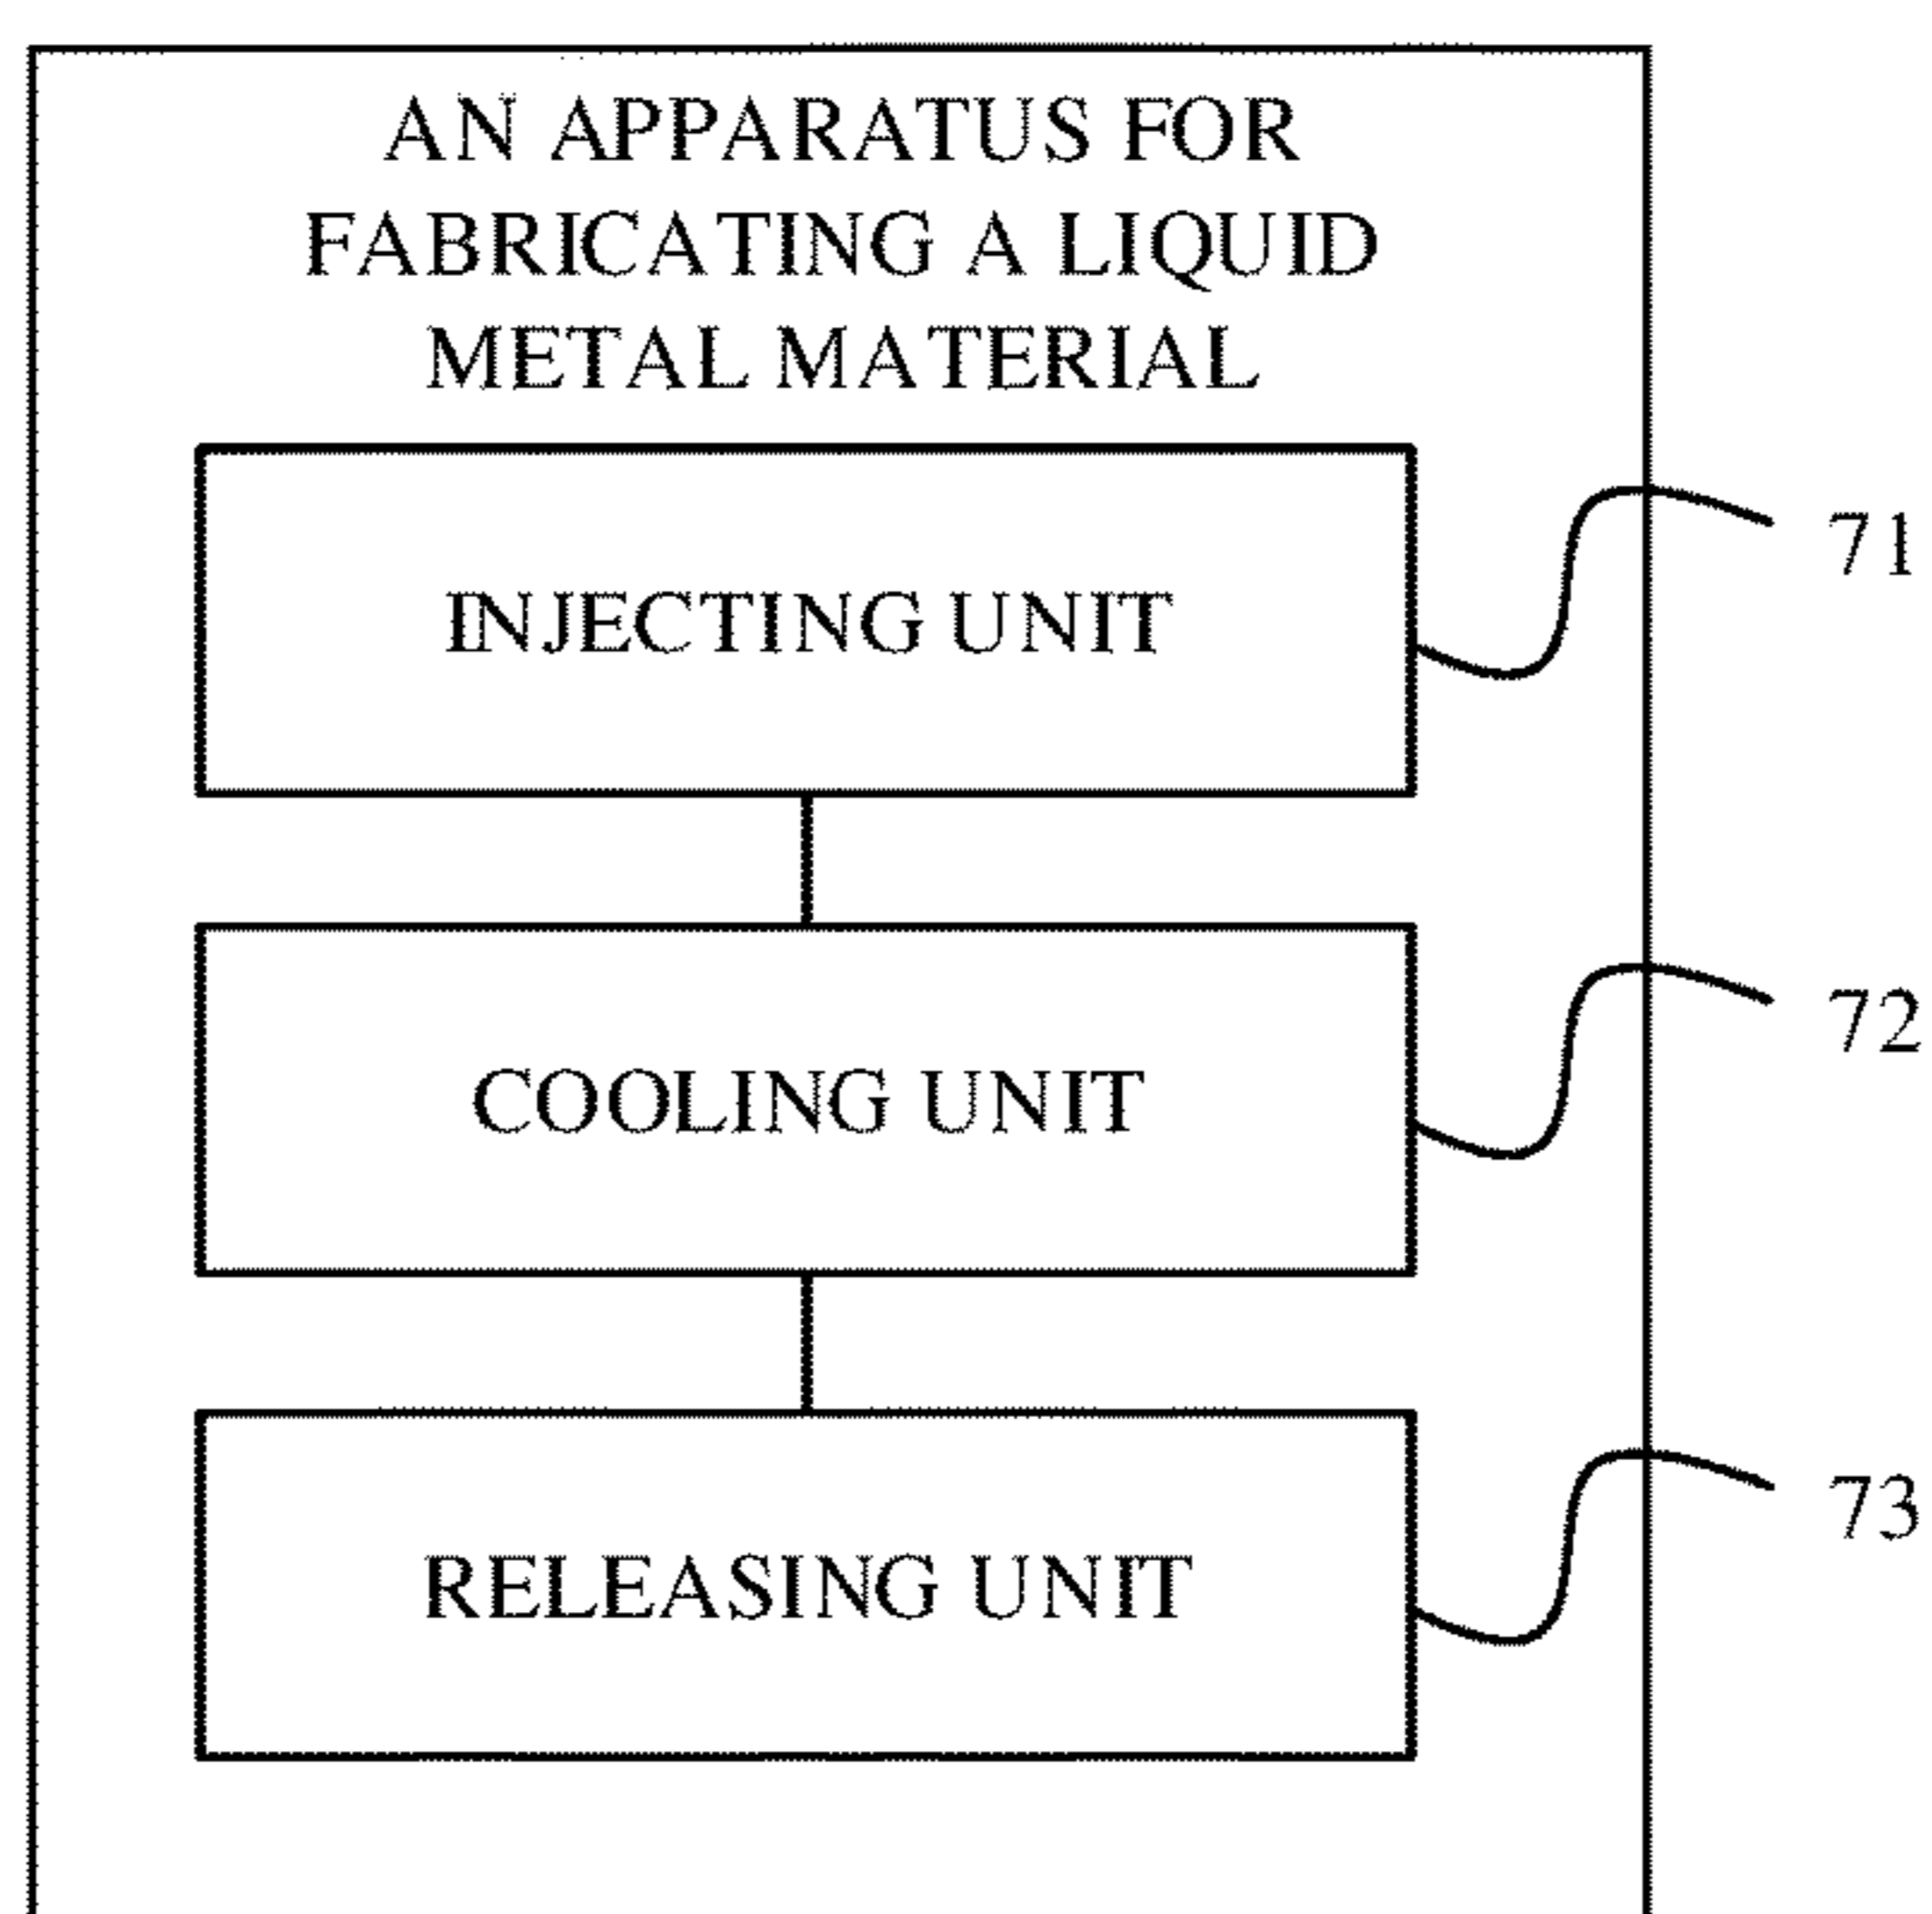 AN APPARATUS FOR
FABRICATING A LIQUID
METAL MATERIAL
INJECTING UNIT
71
COOLING UNIT
72
RELEASING UNIT
73